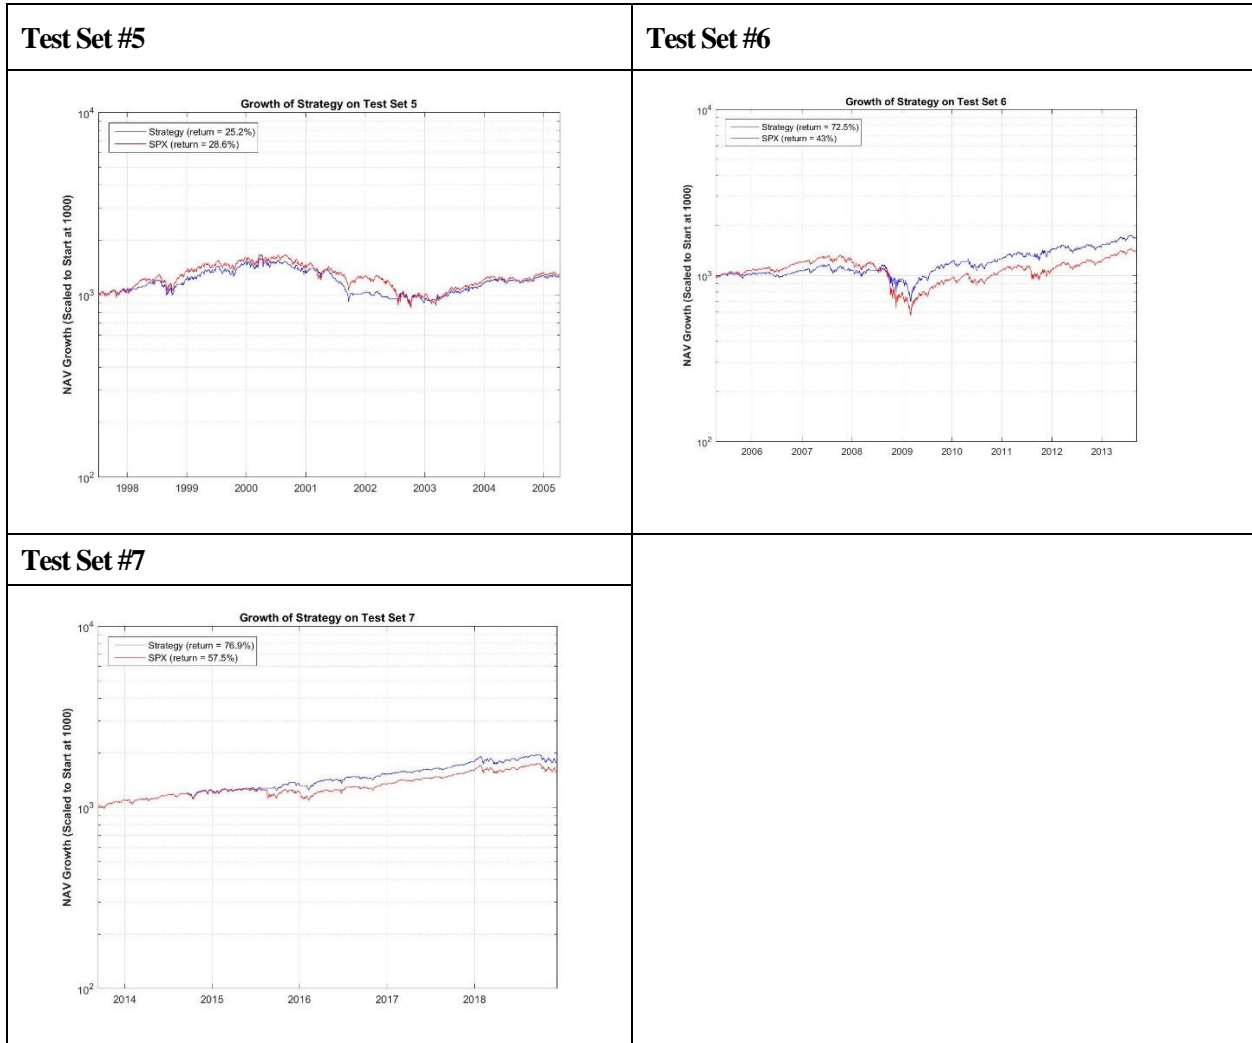 Test Set #5
Test Set #6
Growth of Strategy on Test Set 5
10^4
Strategy (return = 25.2%)
SPX (return = 28.6%)
NAV Growth (Scaled to Start at 1000)
10^3
10^2
1998 1999 2000 2001 2002 2003 2004 2005
Growth of Strategy on Test Set 6
10^4
Strategy (return = 72.5%)
SPX (return = 43%)
NAV Growth (Scaled to Start at 1000)
10^3
10^2
2006 2007 2008 2009 2010 2011 2012 2013
Test Set #7
Growth of Strategy on Test Set 7
10^4
Strategy (return = 76.9%)
SPX (return = 57.5%)
NAV Growth (Scaled to Start at 1000)
10^3
10^2
2014 2015 2016 2017 2018